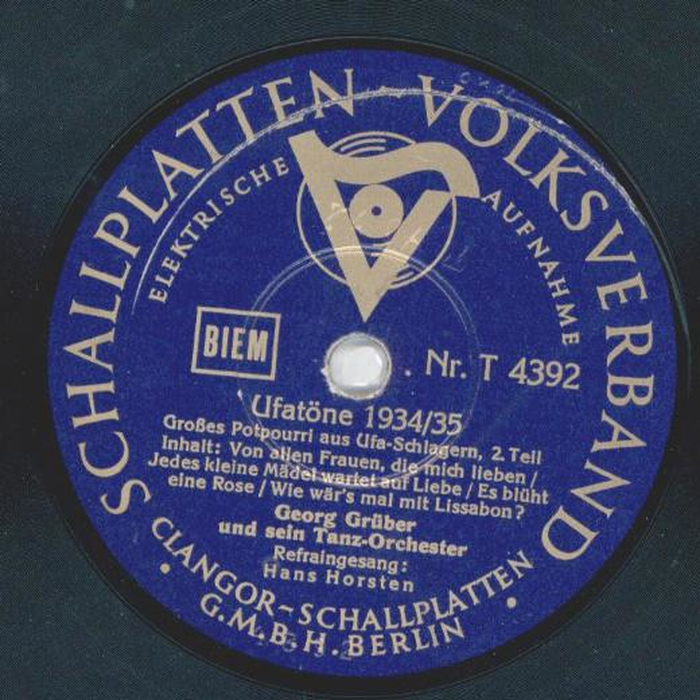 SCHALLPLATTEN - VOLKSVERBAND
ELEKTRISCHE AUFNAHME
BIEM
. Nr. T 4392
Ufatöne 1934/35
Großes Potpourri aus Ufa-Schlagern, 2. Teil
Inhalt: Von allen Frauen, die mich lieben /
Jedes kleine Mädel wartet auf Liebe / Es blüht
eine Rose / Wie wär's mal mit Lissabon?
Georg Grüber
und sein Tanz-Orchester
Refraingesang:
Hans Horsten
• CLANGOR-SCHALLPLATTEN •
G.M.B.H. BERLIN